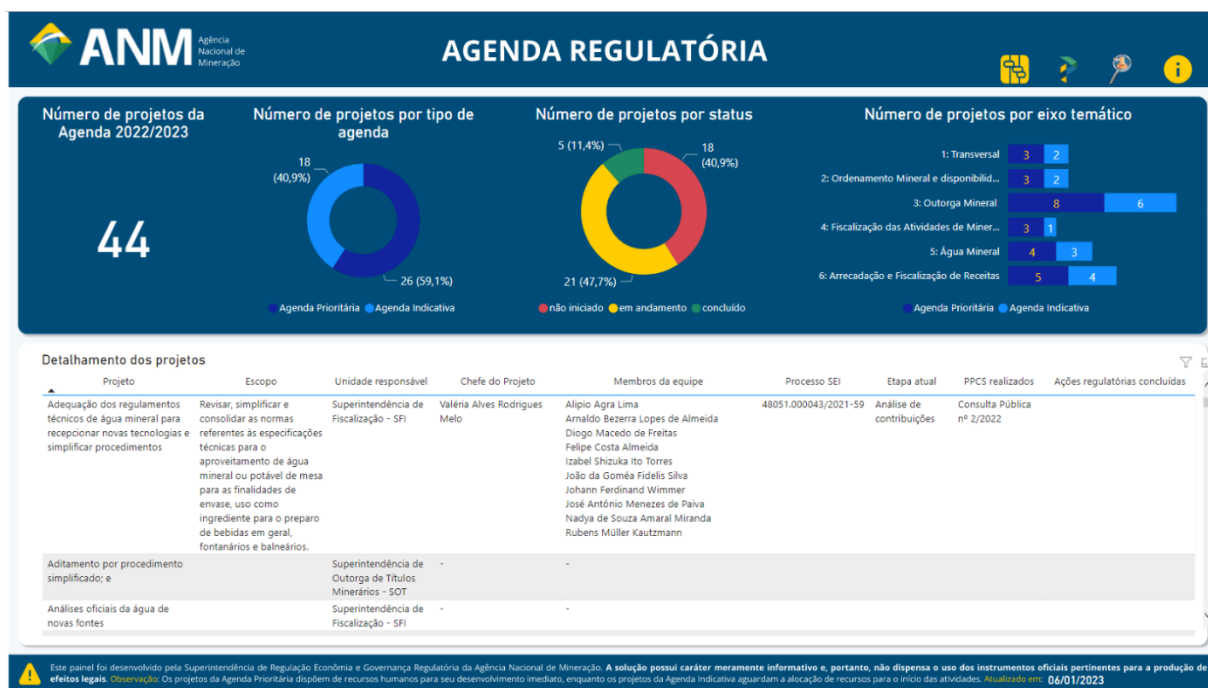 ANM
Agência
Nacional de
Mineração
AGENDA REGULATÓRIA
Número de projetos da
Agenda 2022/2023
44
Número de projetos por tipo de
agenda
18
(40,9%)
26 (59,1%)
Agenda Prioritária Agenda Indicativa
Número de projetos por status
5 (11,4%)
18
(40,9%)
21 (47,7%)
não iniciado em andamento concluído
Número de projetos por eixo temático
1: Transversal 3 2
2: Ordenamento Mineral e disponibilid... 3 2
3: Outorga Mineral 8 6
4: Fiscalização das Atividades de Miner... 3 1
5: Água Mineral 4 3
6: Arrecadação e Fiscalização de Receitas 5 4
Agenda Prioritária Agenda Indicativa
Detalhamento dos projetos
Projeto Escopo Unidade responsável Chefe do Projeto Membros da equipe Processo SEI Etapa atual PPCS realizados Ações regulatórias concluídas
Adequação dos regulamentos Revisar, simplificar e Superintendência de Valéria Alves Rodrigues Alipio Agra Lima 48051.000043/2021-59 Análise de Consulta Pública
técnicos de água mineral para consolidar as normas Fiscalização - SFI Melo Arnaldo Bezerra Lopes de Almeida contribuições nº 2/2022
recepcionar novas tecnologias e referentes às especificações Diogo Macedo de Freitas
simplificar procedimentos técnicas para o Felipe Costa Almeida
aproveitamento de água Izabel Shizuka Ito Torres
mineral ou potável de mesa João da Goméa Fidelis Silva
para as finalidades de Johann Ferdinand Wimmer
envase, uso como José Antônio Menezes de Paiva
ingrediente para o preparo Nadya de Souza Amaral Miranda
de bebidas em geral, Rubens Müller Kautzmann
fontanários e balneários.
Aditamento por procedimento Superintendência de - -
simplificado; e Outorga de Títulos
Minerários - SOT
Análises oficiais da água de Superintendência de - -
novas fontes Fiscalização - SFI
Este painel foi desenvolvido pela Superintendência de Regulação Econômia e Governança Regulatória da Agência Nacional de Mineração. A solução possui caráter meramente informativo e, portanto, não dispensa o uso dos instrumentos oficiais pertinentes para a produção de
efeitos legais. Observação: Os projetos da Agenda Prioritária dispõem de recursos humanos para seu desenvolvimento imediato, enquanto os projetos da Agenda Indicativa aguardam a alocação de recursos para o início das atividades. Atualizado em: 06/01/2023